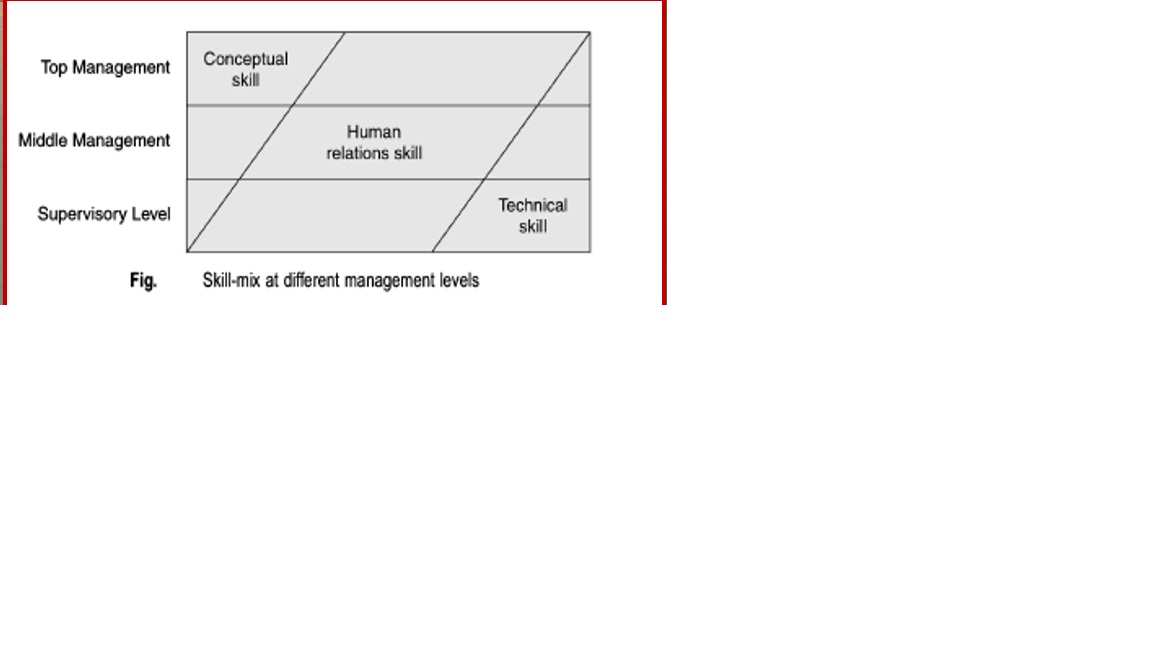 Top Management
Conceptual
skill
Middle Management
Human
relations skill
Supervisory Level
Technical
skill
Fig. Skill-mix at different management levels